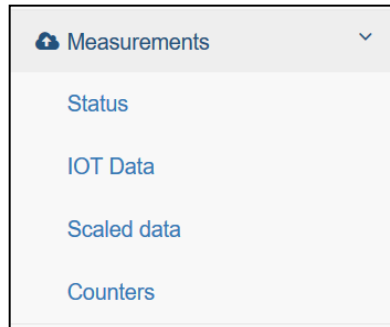 Measurements
Status
IOT Data
Scaled data
Counters